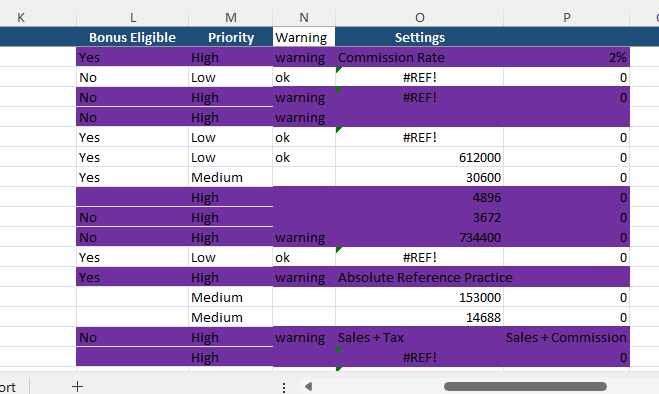 K L M N O P
Bonus Eligible Priority Warning Settings
Yes High warning Commission Rate 2%
No Low ok #REF! 0
No High warning #REF! 0
No High warning
Yes Low ok #REF! 0
Yes Low ok 612000 0
Yes Medium 30600 0
High 4896 0
No High 3672 0
No High warning 734400 0
Yes Low ok #REF! 0
Yes High warning Absolute Reference Practice
Medium 153000 0
Medium 14688 0
No High warning Sales + Tax Sales + Commission
High #REF! 0
ort +